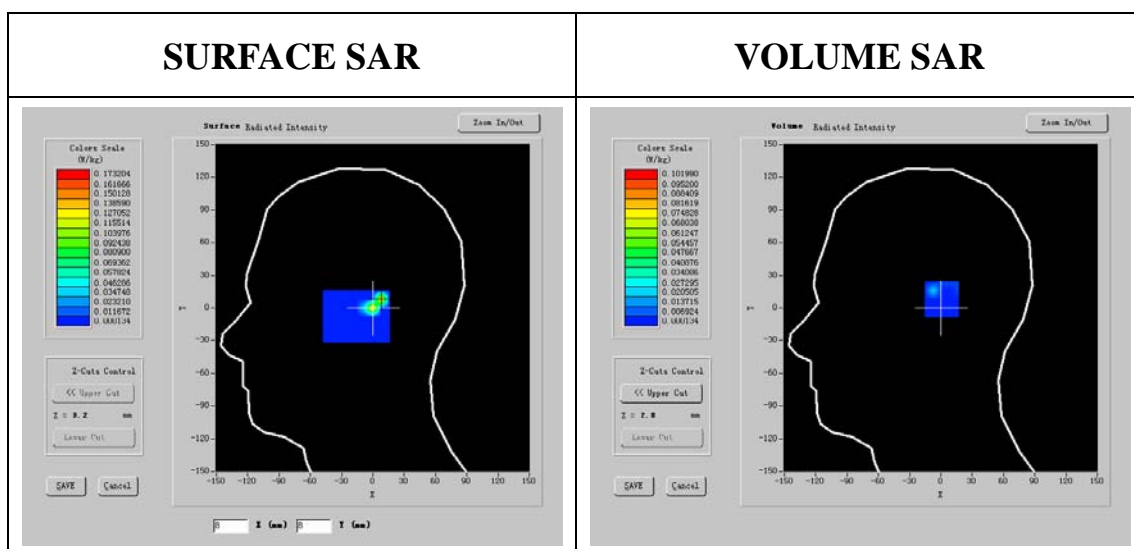 SURFACE SAR
VOLUME SAR
Surface Radiated Intensity
Zoom In/Out
Colors Scale
(W/kg)
0.173204
0.161666
0.150128
0.138590
0.127052
0.115514
0.103976
0.092438
0.080900
0.069362
0.057824
0.046286
0.034748
0.023210
0.011672
0.000134
150
120
90
60
30
0
-30
-60
-90
-120
-150
Y
-150 -120 -90 -60 -30 0 30 60 90 120 150
X
Z-Cuts Control
<< Upper Cut
Lower Cut
SAVE
Cancel
8 X (mm) 8 Y (mm)
Volume Radiated Intensity
Zoom In/Out
Colors Scale
(W/kg)
0.101990
0.095200
0.088409
0.081619
0.074828
0.068038
0.061247
0.054457
0.047667
0.040876
0.034086
0.027295
0.020505
0.013715
0.006924
0.000134
150
120
90
60
30
0
-30
-60
-90
-120
-150
Y
-150 -120 -90 -60 -30 0 30 60 90 120 150
X
Z-Cuts Control
<< Upper Cut
Lower Cut
SAVE
Cancel